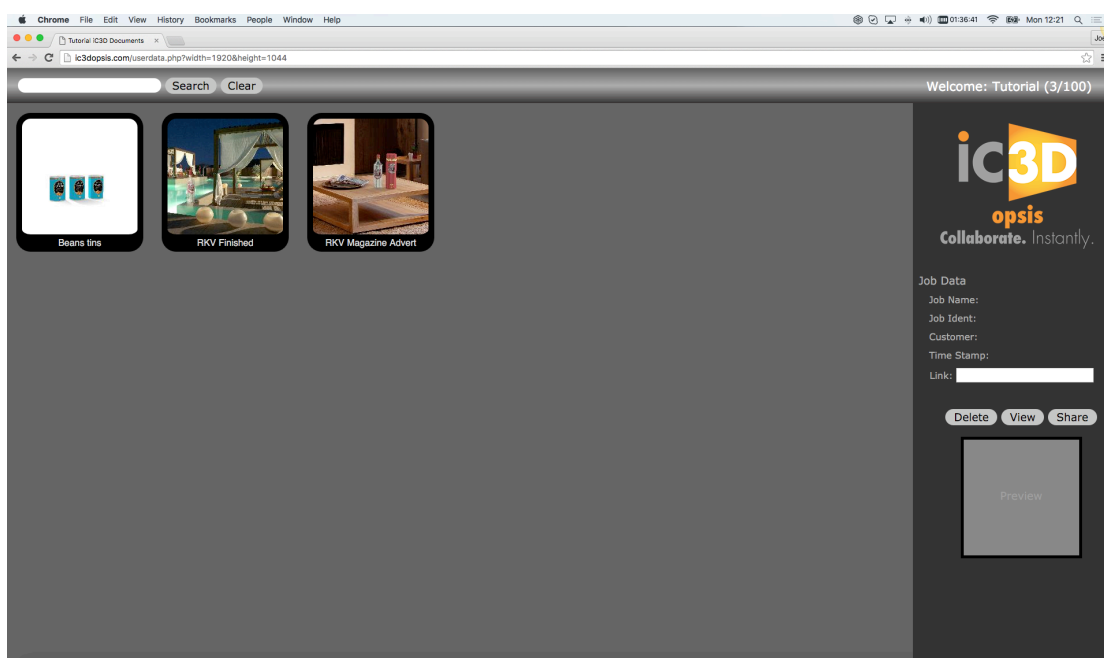 Chrome File Edit View History Bookmarks People Window Help 01:36:41 Mon 12:21
Tutorial iC3D Documents
ic3dopsis.com/userdata.php?width=1920&height=1044
Search Clear Welcome: Tutorial (3/100)
iC3D
opsis
Collaborate. Instantly.
Beans tins RKV Finished RKV Magazine Advert
Job Data
Job Name:
Job Ident:
Customer:
Time Stamp:
Link:
Delete View Share
Preview